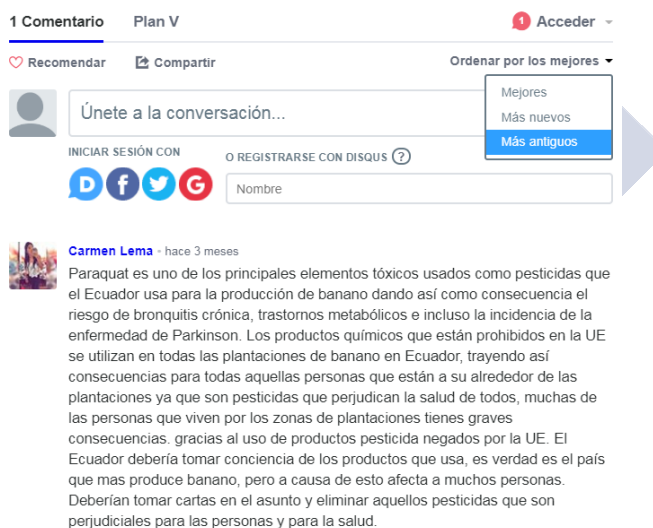 1 Comentario Plan V 1 Acceder
Recomendar Compartir Ordenar por los mejores
Mejores
Únete a la conversación...
Más nuevos
Más antiguos
INICIAR SESIÓN CON O REGISTRARSE CON DISQUS ?
D f G Nombre
Carmen Lema - hace 3 meses
Paraquat es uno de los principales elementos tóxicos usados como pesticidas que
el Ecuador usa para la producción de banano dando así como consecuencia el
riesgo de bronquitis crónica, trastornos metabólicos e incluso la incidencia de la
enfermedad de Parkinson. Los productos químicos que están prohibidos en la UE
se utilizan en todas las plantaciones de banano en Ecuador, trayendo así
consecuencias para todas aquellas personas que están a su alrededor de las
plantaciones ya que son pesticidas que perjudican la salud de todos, muchas de
las personas que viven por los zonas de plantaciones tienes graves
consecuencias. gracias al uso de productos pesticida negados por la UE. El
Ecuador debería tomar conciencia de los productos que usa, es verdad es el país
que mas produce banano, pero a causa de esto afecta a muchos personas.
Deberían tomar cartas en el asunto y eliminar aquellos pesticidas que son
perjudiciales para las personas y para la salud.